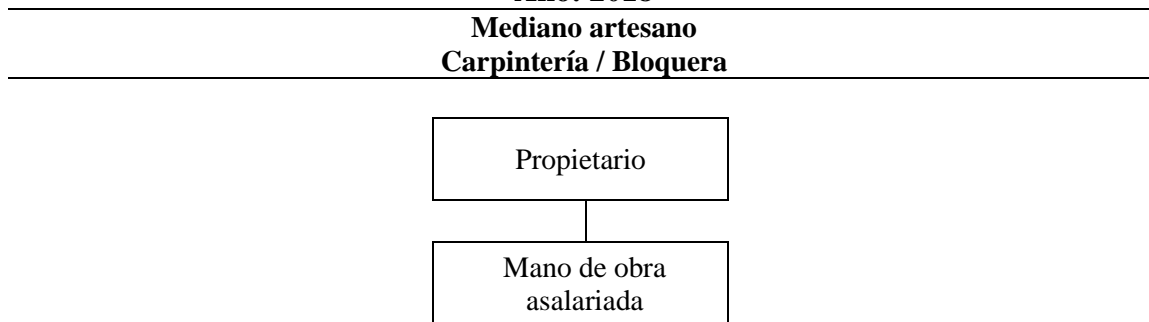 Mediano artesano
Carpintería / Bloquera
Propietario
Mano de obra
asalariada